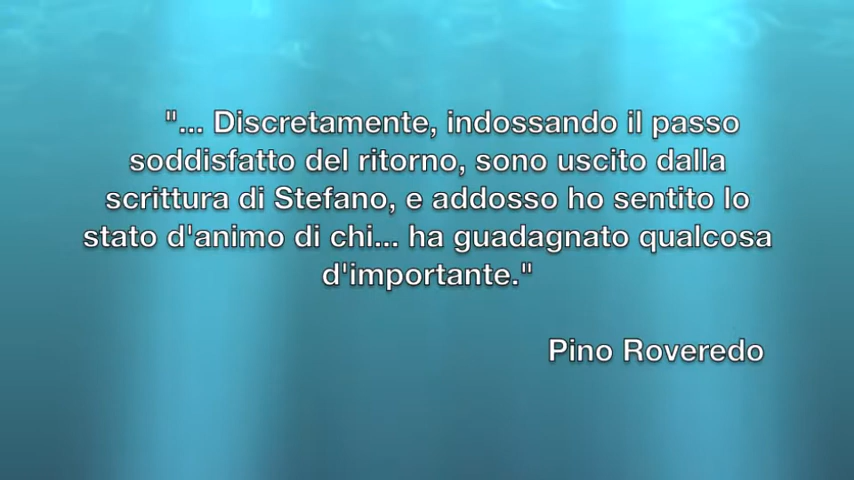 "... Discretamente, indossando il passo
soddisfatto del ritorno, sono uscito dalla
scrittura di Stefano, e addosso ho sentito lo
stato d'animo di chi... ha guadagnato qualcosa
d'importante."
Pino Roveredo